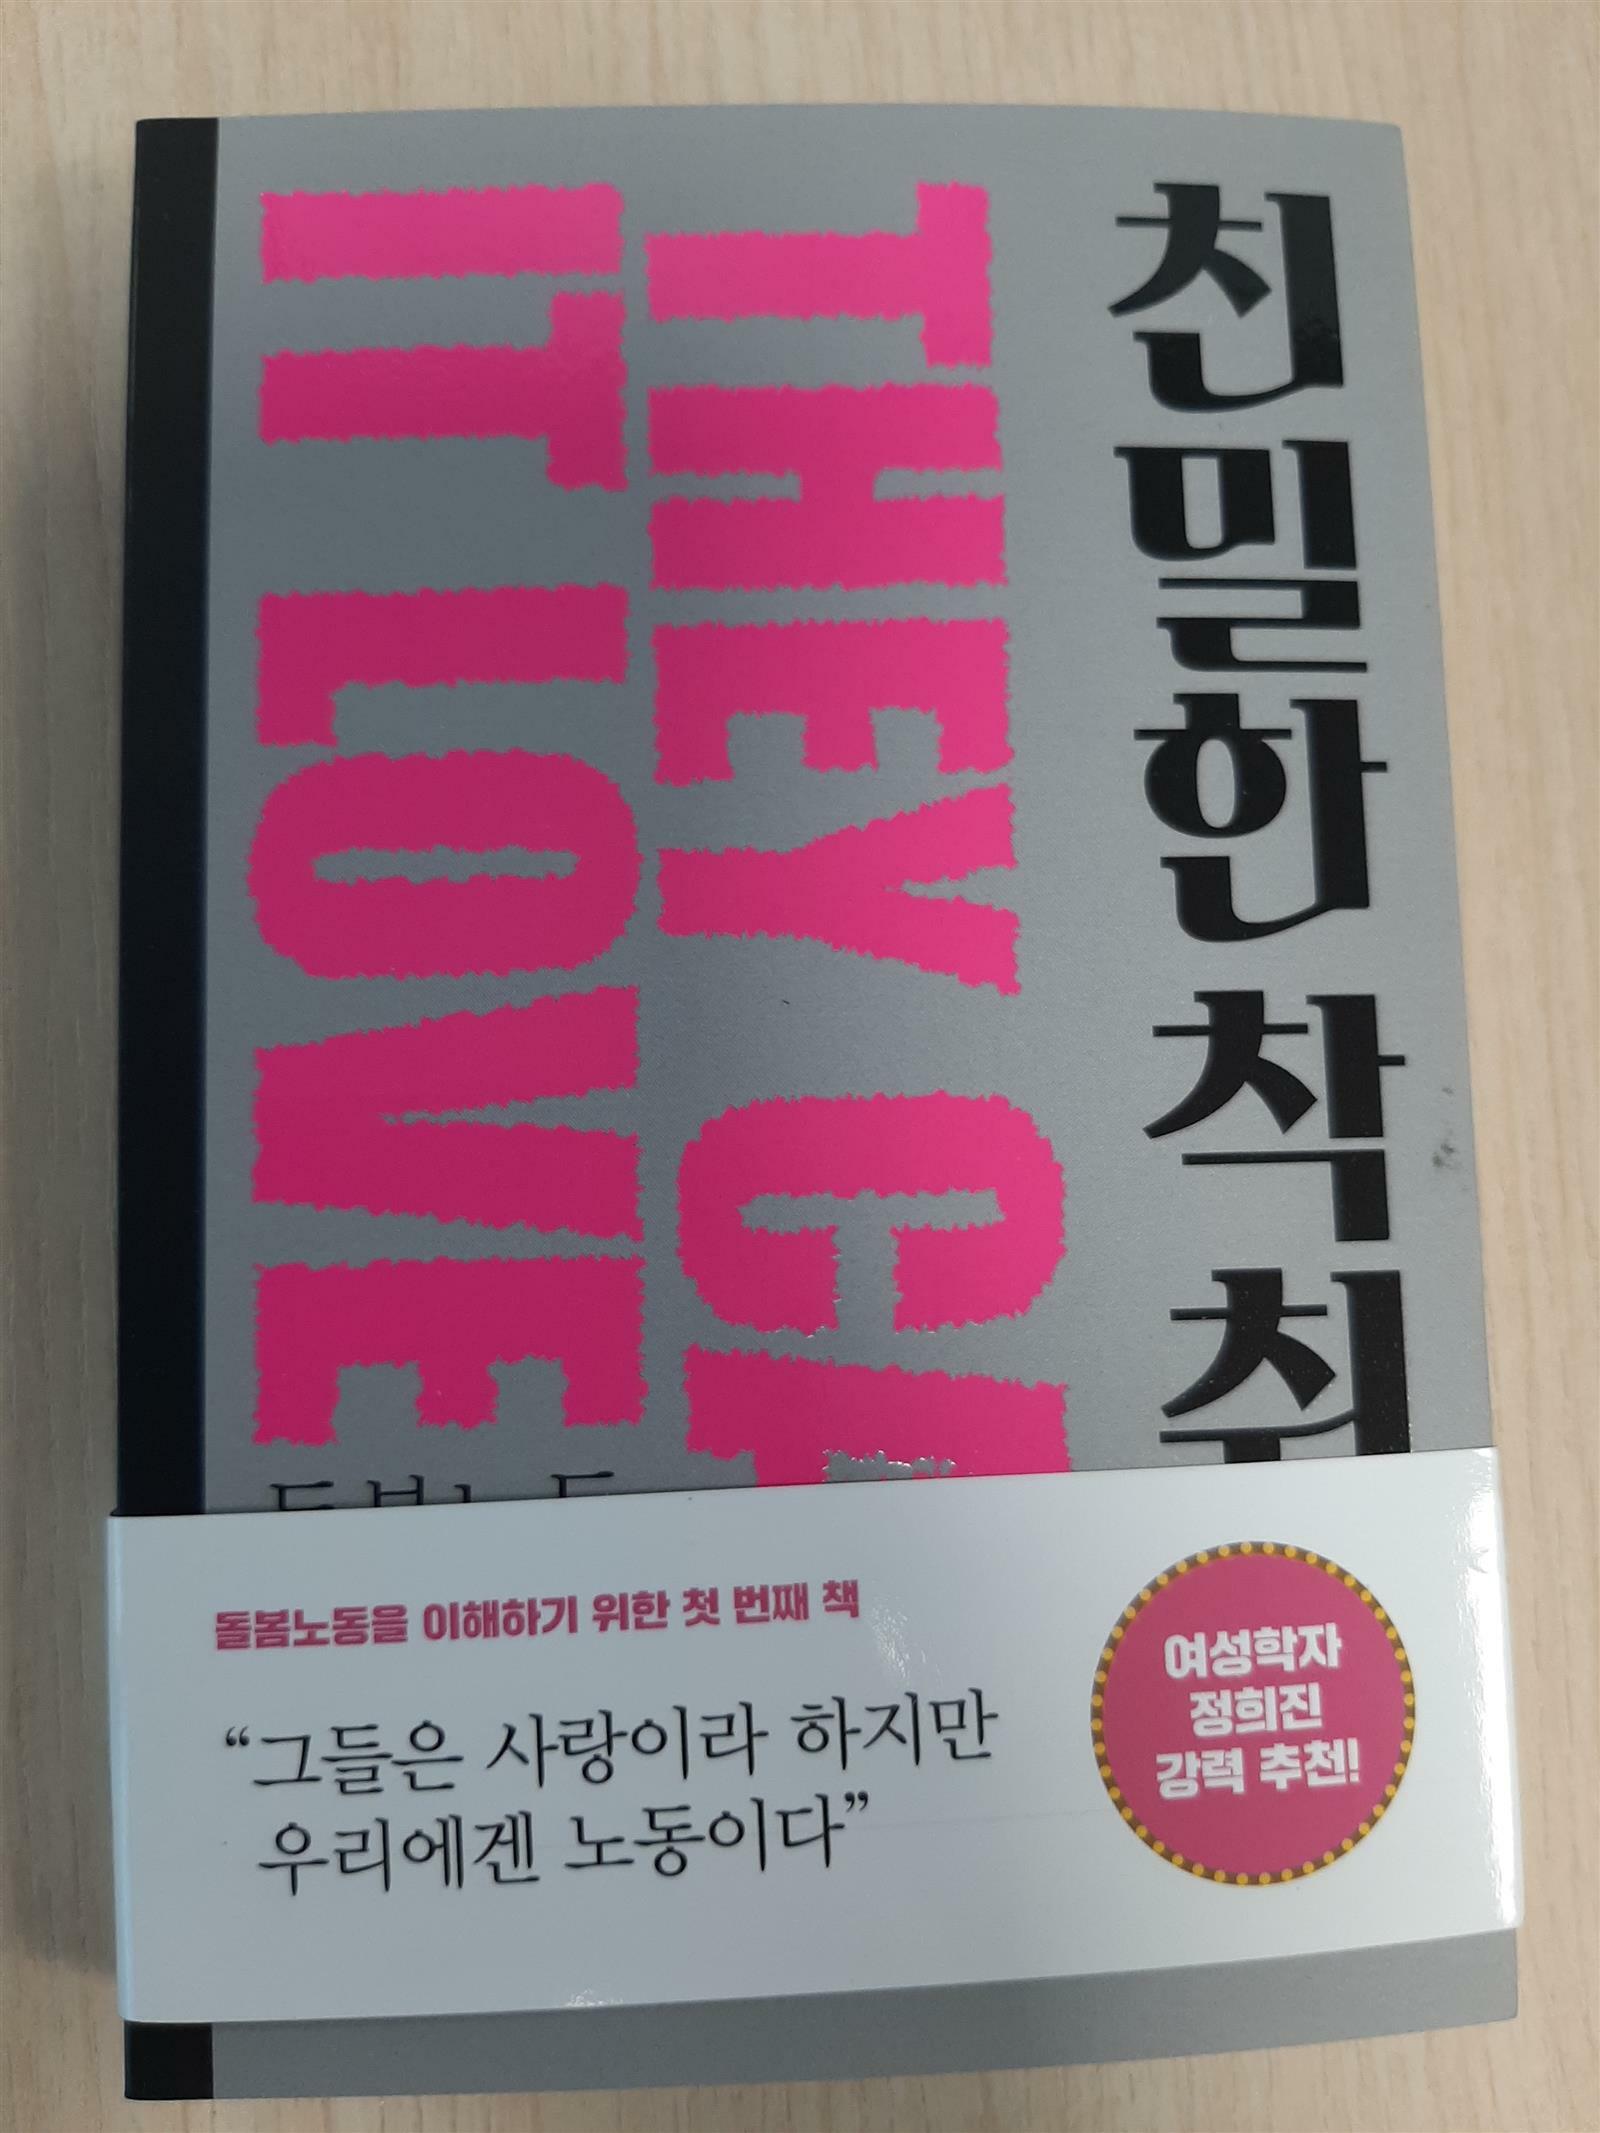 친밀한 착취
THEY CA
IT LOVE
돌봄노동을 이해하기 위한 첫 번째 책
“그들은 사랑이라 하지만
우리에겐 노동이다”
여성학자
정희진
강력 추천!